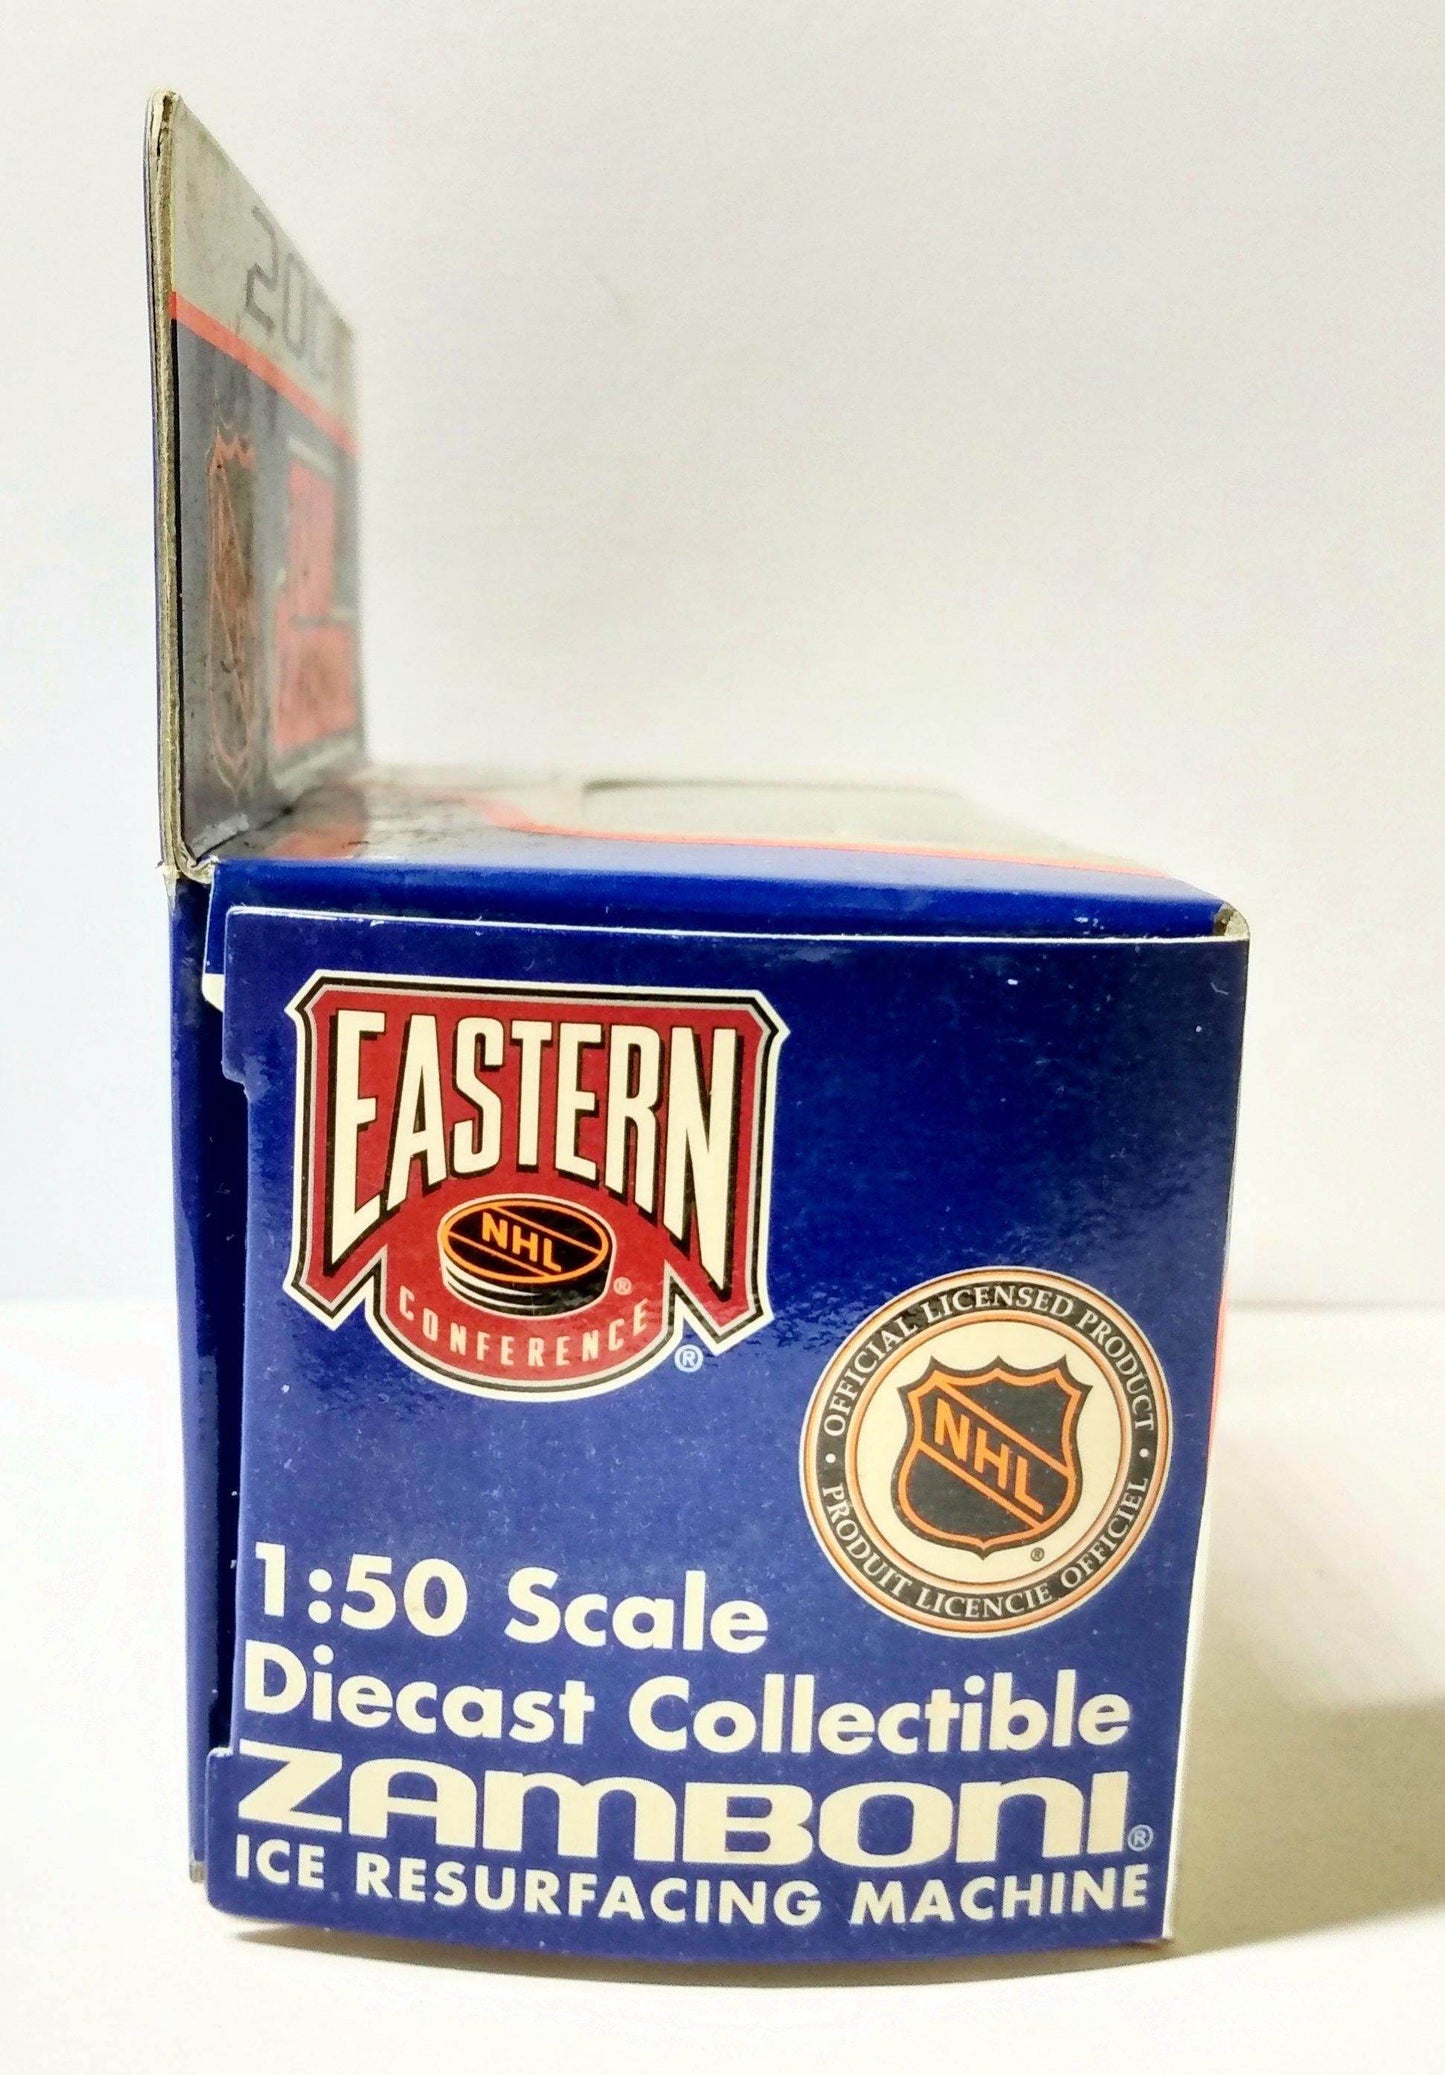 EASTERN
NHL
CONFERENCE®
OFFICIAL LICENSED PRODUCT
NHL
PRODUIT LICENCIE OFFICIEL
1:50 Scale
Diecast Collectible
ZAMBONI®
ICE RESURFACING MACHINE